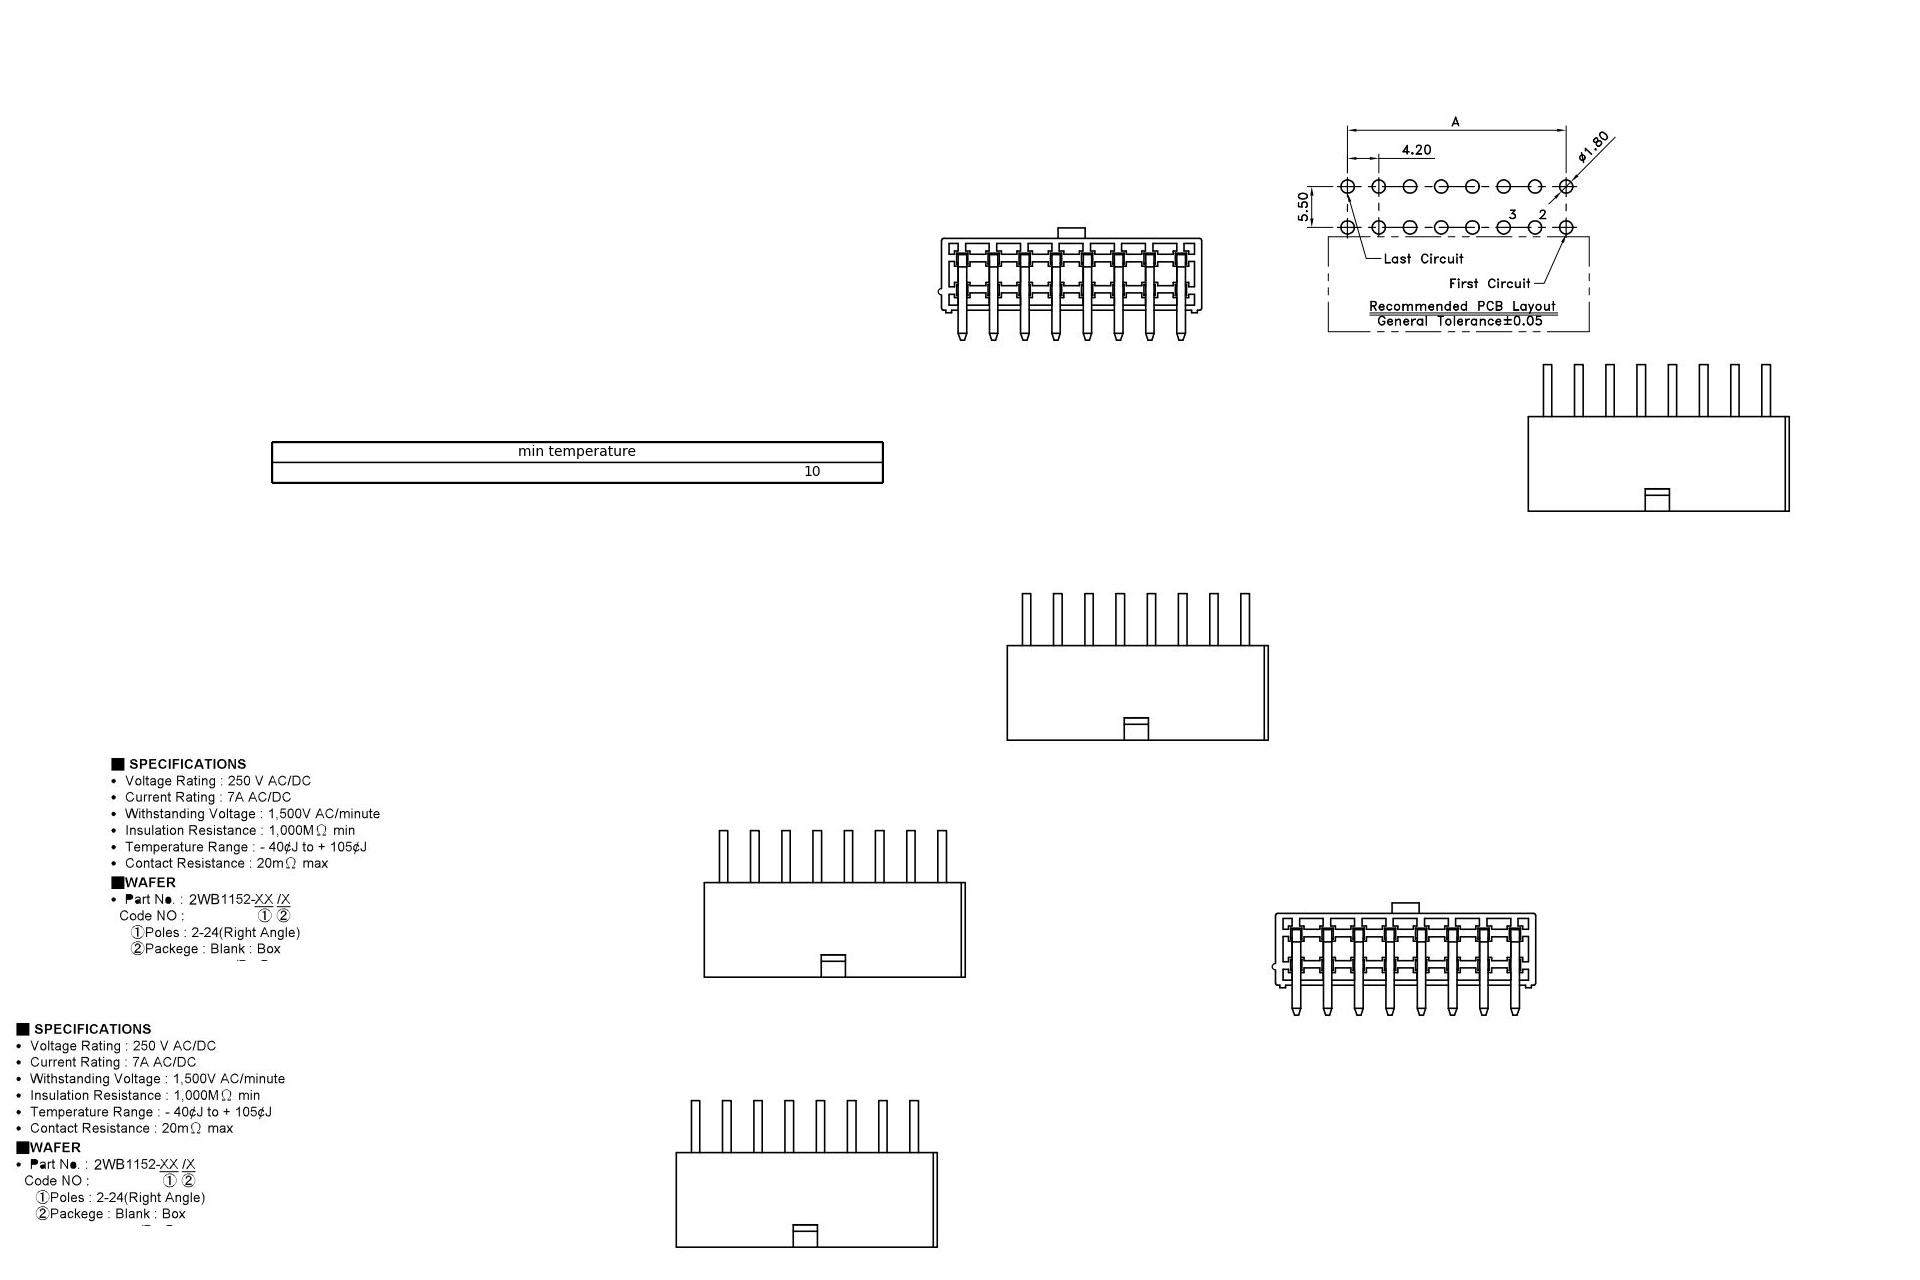 A
4.20
ø1.80
5.50
3 2
Last Circuit
First Circuit
Recommended PCB Layout
General Tolerance±0.05
min temperature
10
■ SPECIFICATIONS
• Voltage Rating : 250 V AC/DC
• Current Rating : 7A AC/DC
• Withstanding Voltage : 1,500V AC/minute
• Insulation Resistance : 1,000MΩ min
• Temperature Range : - 40¢J to + 105¢J
• Contact Resistance : 20mΩ max
■WAFER
• Part No. : 2WB1152-XX /X
Code NO : ① ②
①Poles : 2-24(Right Angle)
②Packege : Blank : Box
■ SPECIFICATIONS
• Voltage Rating : 250 V AC/DC
• Current Rating : 7A AC/DC
• Withstanding Voltage : 1,500V AC/minute
• Insulation Resistance : 1,000MΩ min
• Temperature Range : - 40¢J to + 105¢J
• Contact Resistance : 20mΩ max
■WAFER
• Part No. : 2WB1152-XX /X
Code NO : ① ②
①Poles : 2-24(Right Angle)
②Packege : Blank : Box